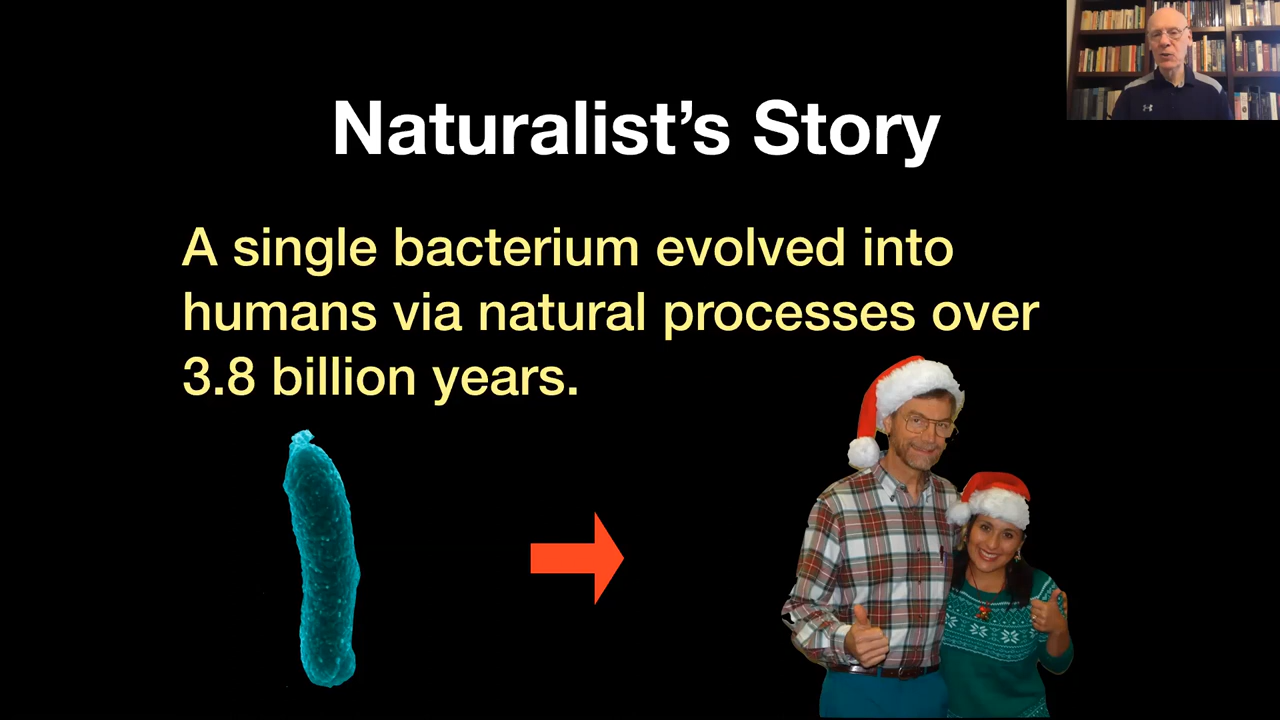 Naturalist’s Story
A single bacterium evolved into
humans via natural processes over
3.8 billion years.